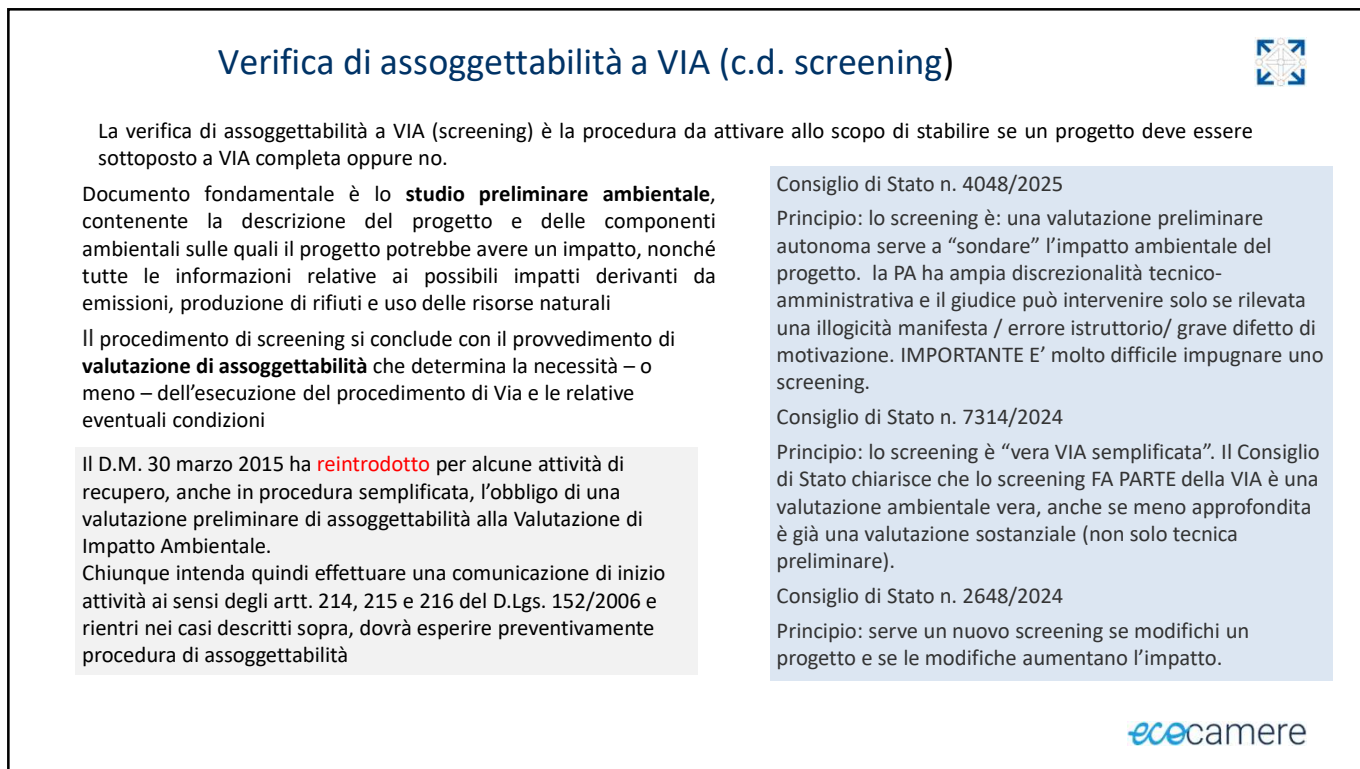 Verifica di assoggettabilità a VIA (c.d. screening)
La verifica di assoggettabilità a VIA (screening) è la procedura da attivare allo scopo di stabilire se un progetto deve essere
sottoposto a VIA completa oppure no.
Documento fondamentale è lo studio preliminare ambientale,
contenente la descrizione del progetto e delle componenti
ambientali sulle quali il progetto potrebbe avere un impatto, nonché
tutte le informazioni relative ai possibili impatti derivanti da
emissioni, produzione di rifiuti e uso delle risorse naturali
Il procedimento di screening si conclude con il provvedimento di
valutazione di assoggettabilità che determina la necessità – o
meno – dell'esecuzione del procedimento di Via e le relative
eventuali condizioni
Il D.M. 30 marzo 2015 ha reintrodotto per alcune attività di
recupero, anche in procedura semplificata, l'obbligo di una
valutazione preliminare di assoggettabilità alla Valutazione di
Impatto Ambientale.
Chiunque intenda quindi effettuare una comunicazione di inizio
attività ai sensi degli artt. 214, 215 e 216 del D.Lgs. 152/2006 e
rientri nei casi descritti sopra, dovrà esperire preventivamente
procedura di assoggettabilità
Consiglio di Stato n. 4048/2025
Principio: lo screening è: una valutazione preliminare
autonoma serve a “sondare” l'impatto ambientale del
progetto.  la PA ha ampia discrezionalità tecnico-
amministrativa e il giudice può intervenire solo se rilevata
una illogicità manifesta / errore istruttorio/ grave difetto di
motivazione. IMPORTANTE E' molto difficile impugnare uno
screening.
Consiglio di Stato n. 7314/2024
Principio: lo screening è “vera VIA semplificata”. Il Consiglio
di Stato chiarisce che lo screening FA PARTE della VIA è una
valutazione ambientale vera, anche se meno approfondita
è già una valutazione sostanziale (non solo tecnica
preliminare).
Consiglio di Stato n. 2648/2024
Principio: serve un nuovo screening se modifichi un
progetto e se le modifiche aumentano l'impatto.
ecocamere